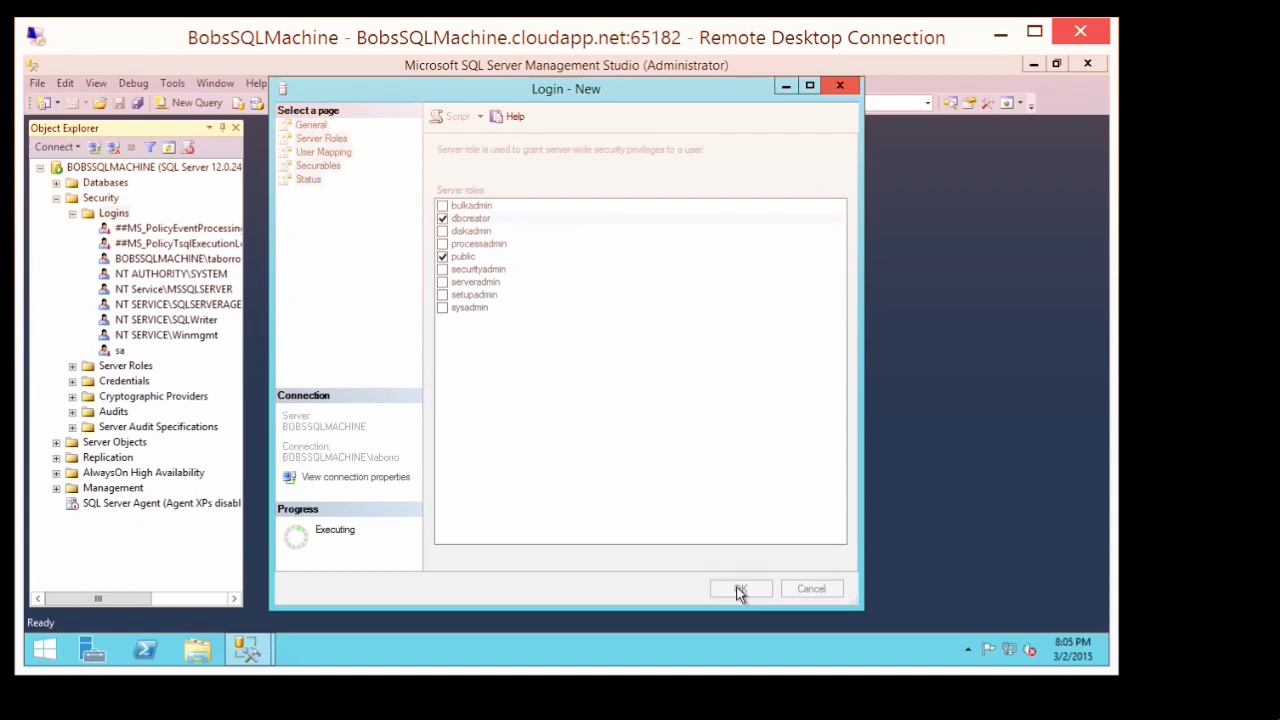 BobsSQLMachine - BobsSQLMachine.cloudapp.net:65182 - Remote Desktop Connection
Microsoft SQL Server Management Studio (Administrator)
File Edit View Debug Tools Window Help
New Query
Object Explorer
Connect
BOBSSQLMACHINE (SQL Server 12.0.24
Databases
Security
Logins
##MS_PolicyEventProcessin
##MS_PolicyTsqlExecutionL
BOBSSQLMACHINE\taborro
NT AUTHORITY\SYSTEM
NT Service\MSSQLSERVER
NT SERVICE\SQLSERVERAGE
NT SERVICE\SQLWriter
NT SERVICE\Winmgmt
sa
Server Roles
Credentials
Cryptographic Providers
Audits
Server Audit Specifications
Server Objects
Replication
AlwaysOn High Availability
Management
SQL Server Agent (Agent XPs disabl
Login - New
Select a page
General
Server Roles
User Mapping
Securables
Status
Connection
Server:
BOBSSQLMACHINE
Connection:
BOBSSQLMACHINE\taborro
View connection properties
Progress
Executing
Script Help
Server role is used to grant server-wide security privileges to a user.
Server roles:
bulkadmin
dbcreator
diskadmin
processadmin
public
securityadmin
serveradmin
setupadmin
sysadmin
OK Cancel
Ready
8:05 PM
3/2/2015